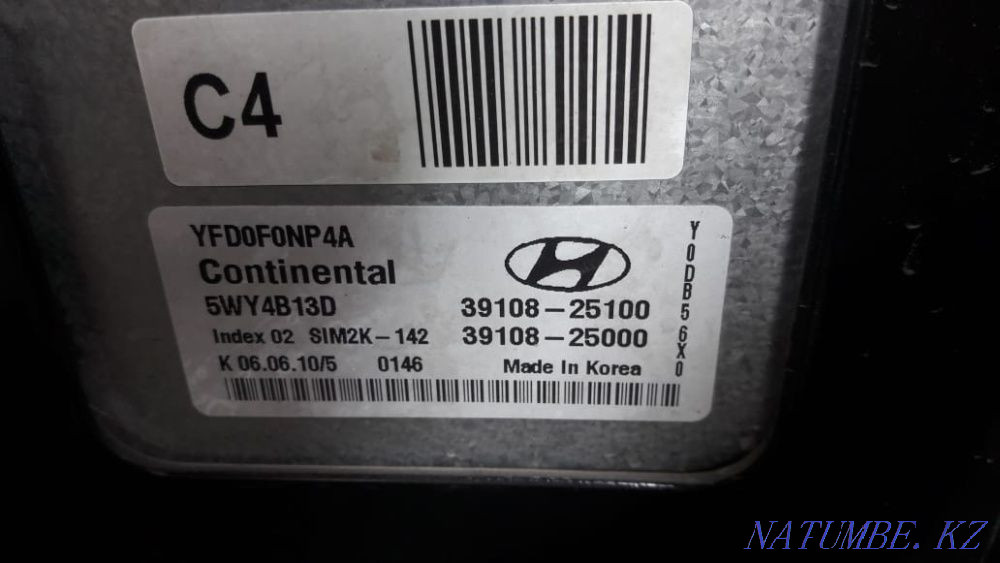 C4
YFD0F0NP4A
Continental
5WY4B13D
39108-25100
Index 02 SIM2K-142
39108-25000
K 06.06.10/5 0146
Made In Korea
Y0DB56X0
NATUMBE.KZ